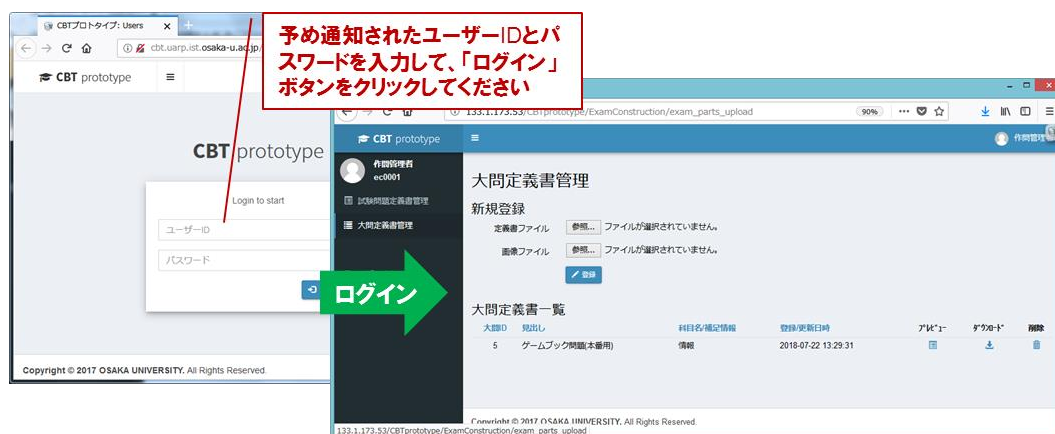 CBTプロトタイプ: Users
cbt.uarp.ist.osaka-u.ac.jp/
CBT prototype
CBT prototype
Login to start
ユーザーID
パスワード
Copyright © 2017 OSAKA UNIVERSITY. All Rights Reserved.
予め通知されたユーザーIDとパ
スワードを入力して、「ログイン」
ボタンをクリックしてください
ログイン
133.1.173.53/CBTprototype/ExamConstruction/exam_parts_upload
90%
CBT prototype
作問管理
作問管理者
ec0001
試験問題定義書管理
大問定義書管理
大問定義書管理
新規登録
定義書ファイル 参照... ファイルが選択されていません。
画像ファイル 参照... ファイルが選択されていません。
登録
大問定義書一覧
大問ID 見出し 科目名/補足情報 登録/更新日時 プレビュー ダウンロード 削除
5 ゲームブック問題(本番用) 情報 2018-07-22 13:29:31
Copyright © 2017 OSAKA UNIVERSITY. All Rights Reserved.
133.1.173.53/CBTprototype/ExamConstruction/exam_parts_upload